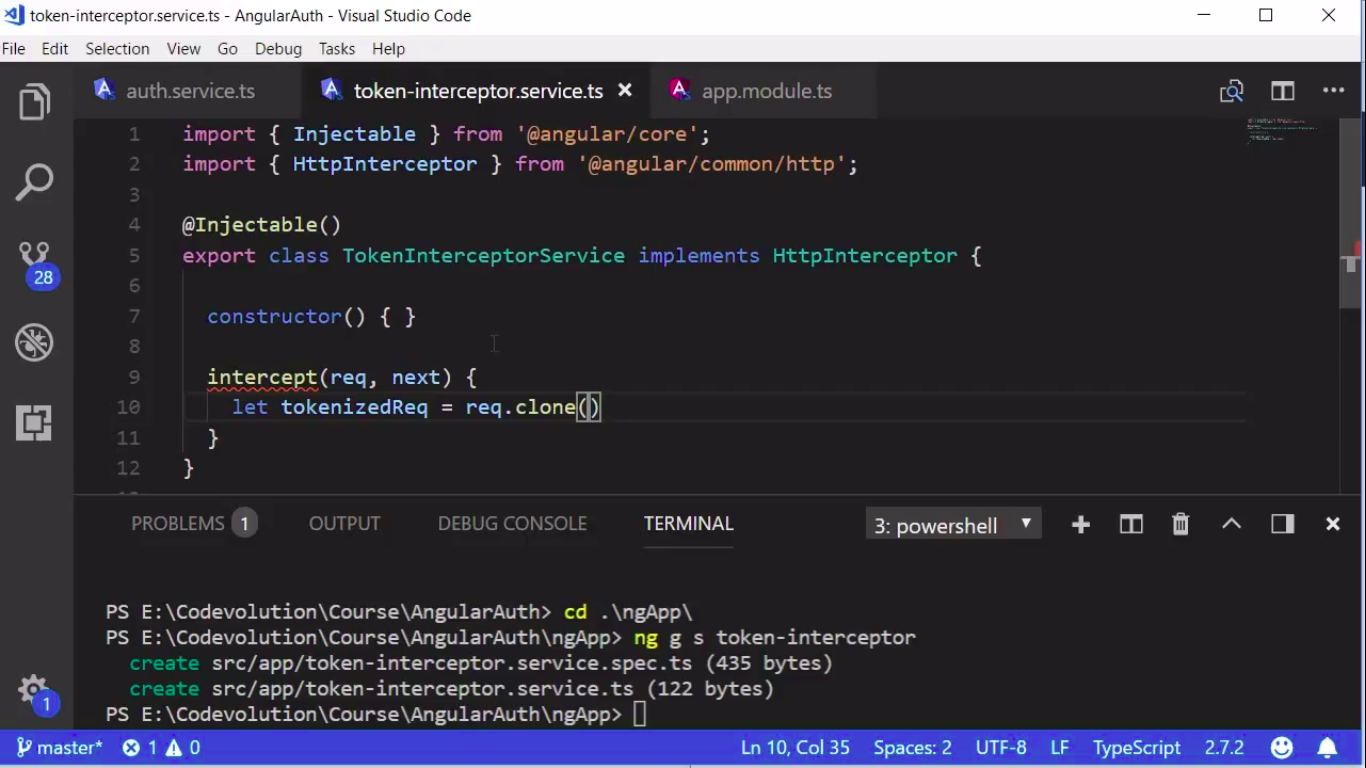 token-interceptor.service.ts - AngularAuth - Visual Studio Code
File Edit Selection View Go Debug Tasks Help
auth.service.ts token-interceptor.service.ts app.module.ts
1 import { Injectable } from '@angular/core';
2 import { HttpInterceptor } from '@angular/common/http';
3
4 @Injectable()
5 export class TokenInterceptorService implements HttpInterceptor {
6
7 constructor() { }
8
9 intercept(req, next) {
10 let tokenizedReq = req.clone()
11 }
12 }
28
1
PROBLEMS 1 OUTPUT DEBUG CONSOLE TERMINAL 3: powershell
PS E:\Codevolution\Course\AngularAuth> cd .\ngApp\
PS E:\Codevolution\Course\AngularAuth\ngApp> ng g s token-interceptor
create src/app/token-interceptor.service.spec.ts (435 bytes)
create src/app/token-interceptor.service.ts (122 bytes)
PS E:\Codevolution\Course\AngularAuth\ngApp>
master* 1 0 Ln 10, Col 35 Spaces: 2 UTF-8 LF TypeScript 2.7.2